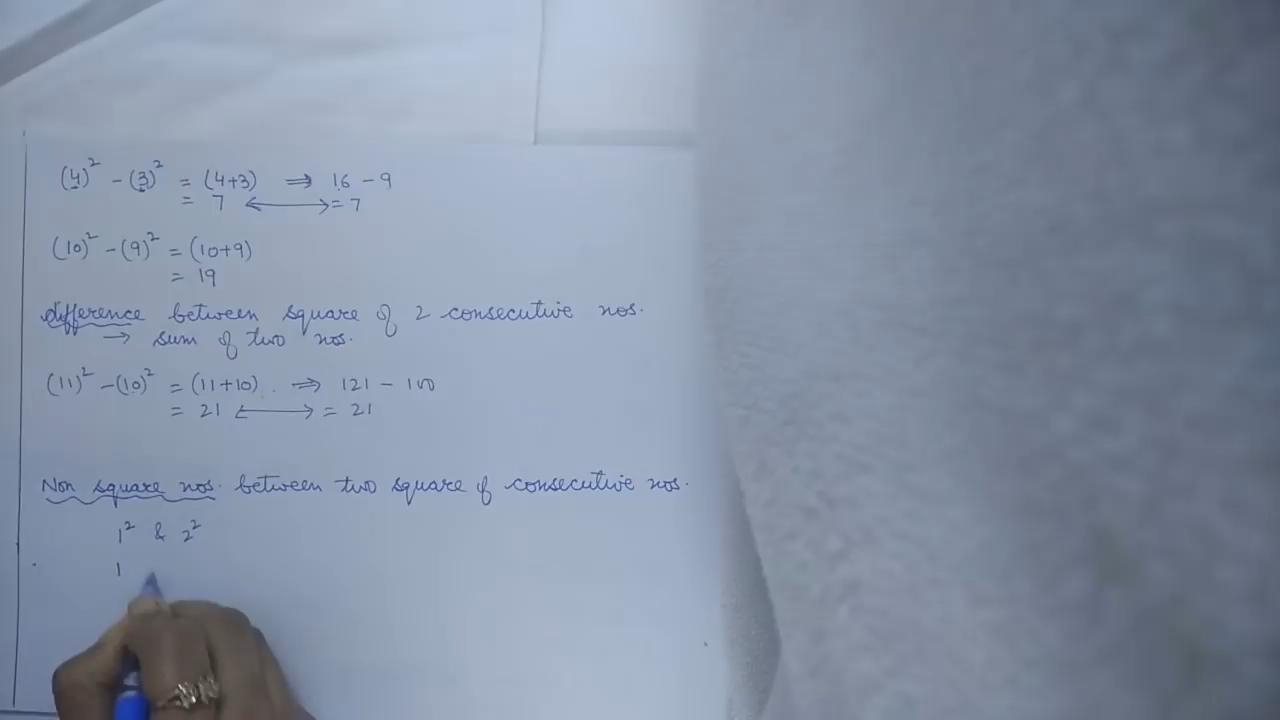 (4)² - (3)² = (4+3) ⇒ 16 - 9
= 7 ↔ = 7
(10)² - (9)² = (10+9)
= 19
difference between square of 2 consecutive nos.
→ sum of two nos.
(11)² - (10)² = (11+10) ⇒ 121 - 100
= 21 ↔ = 21
Non square nos. between two square of consecutive nos.
1² & 2²
1